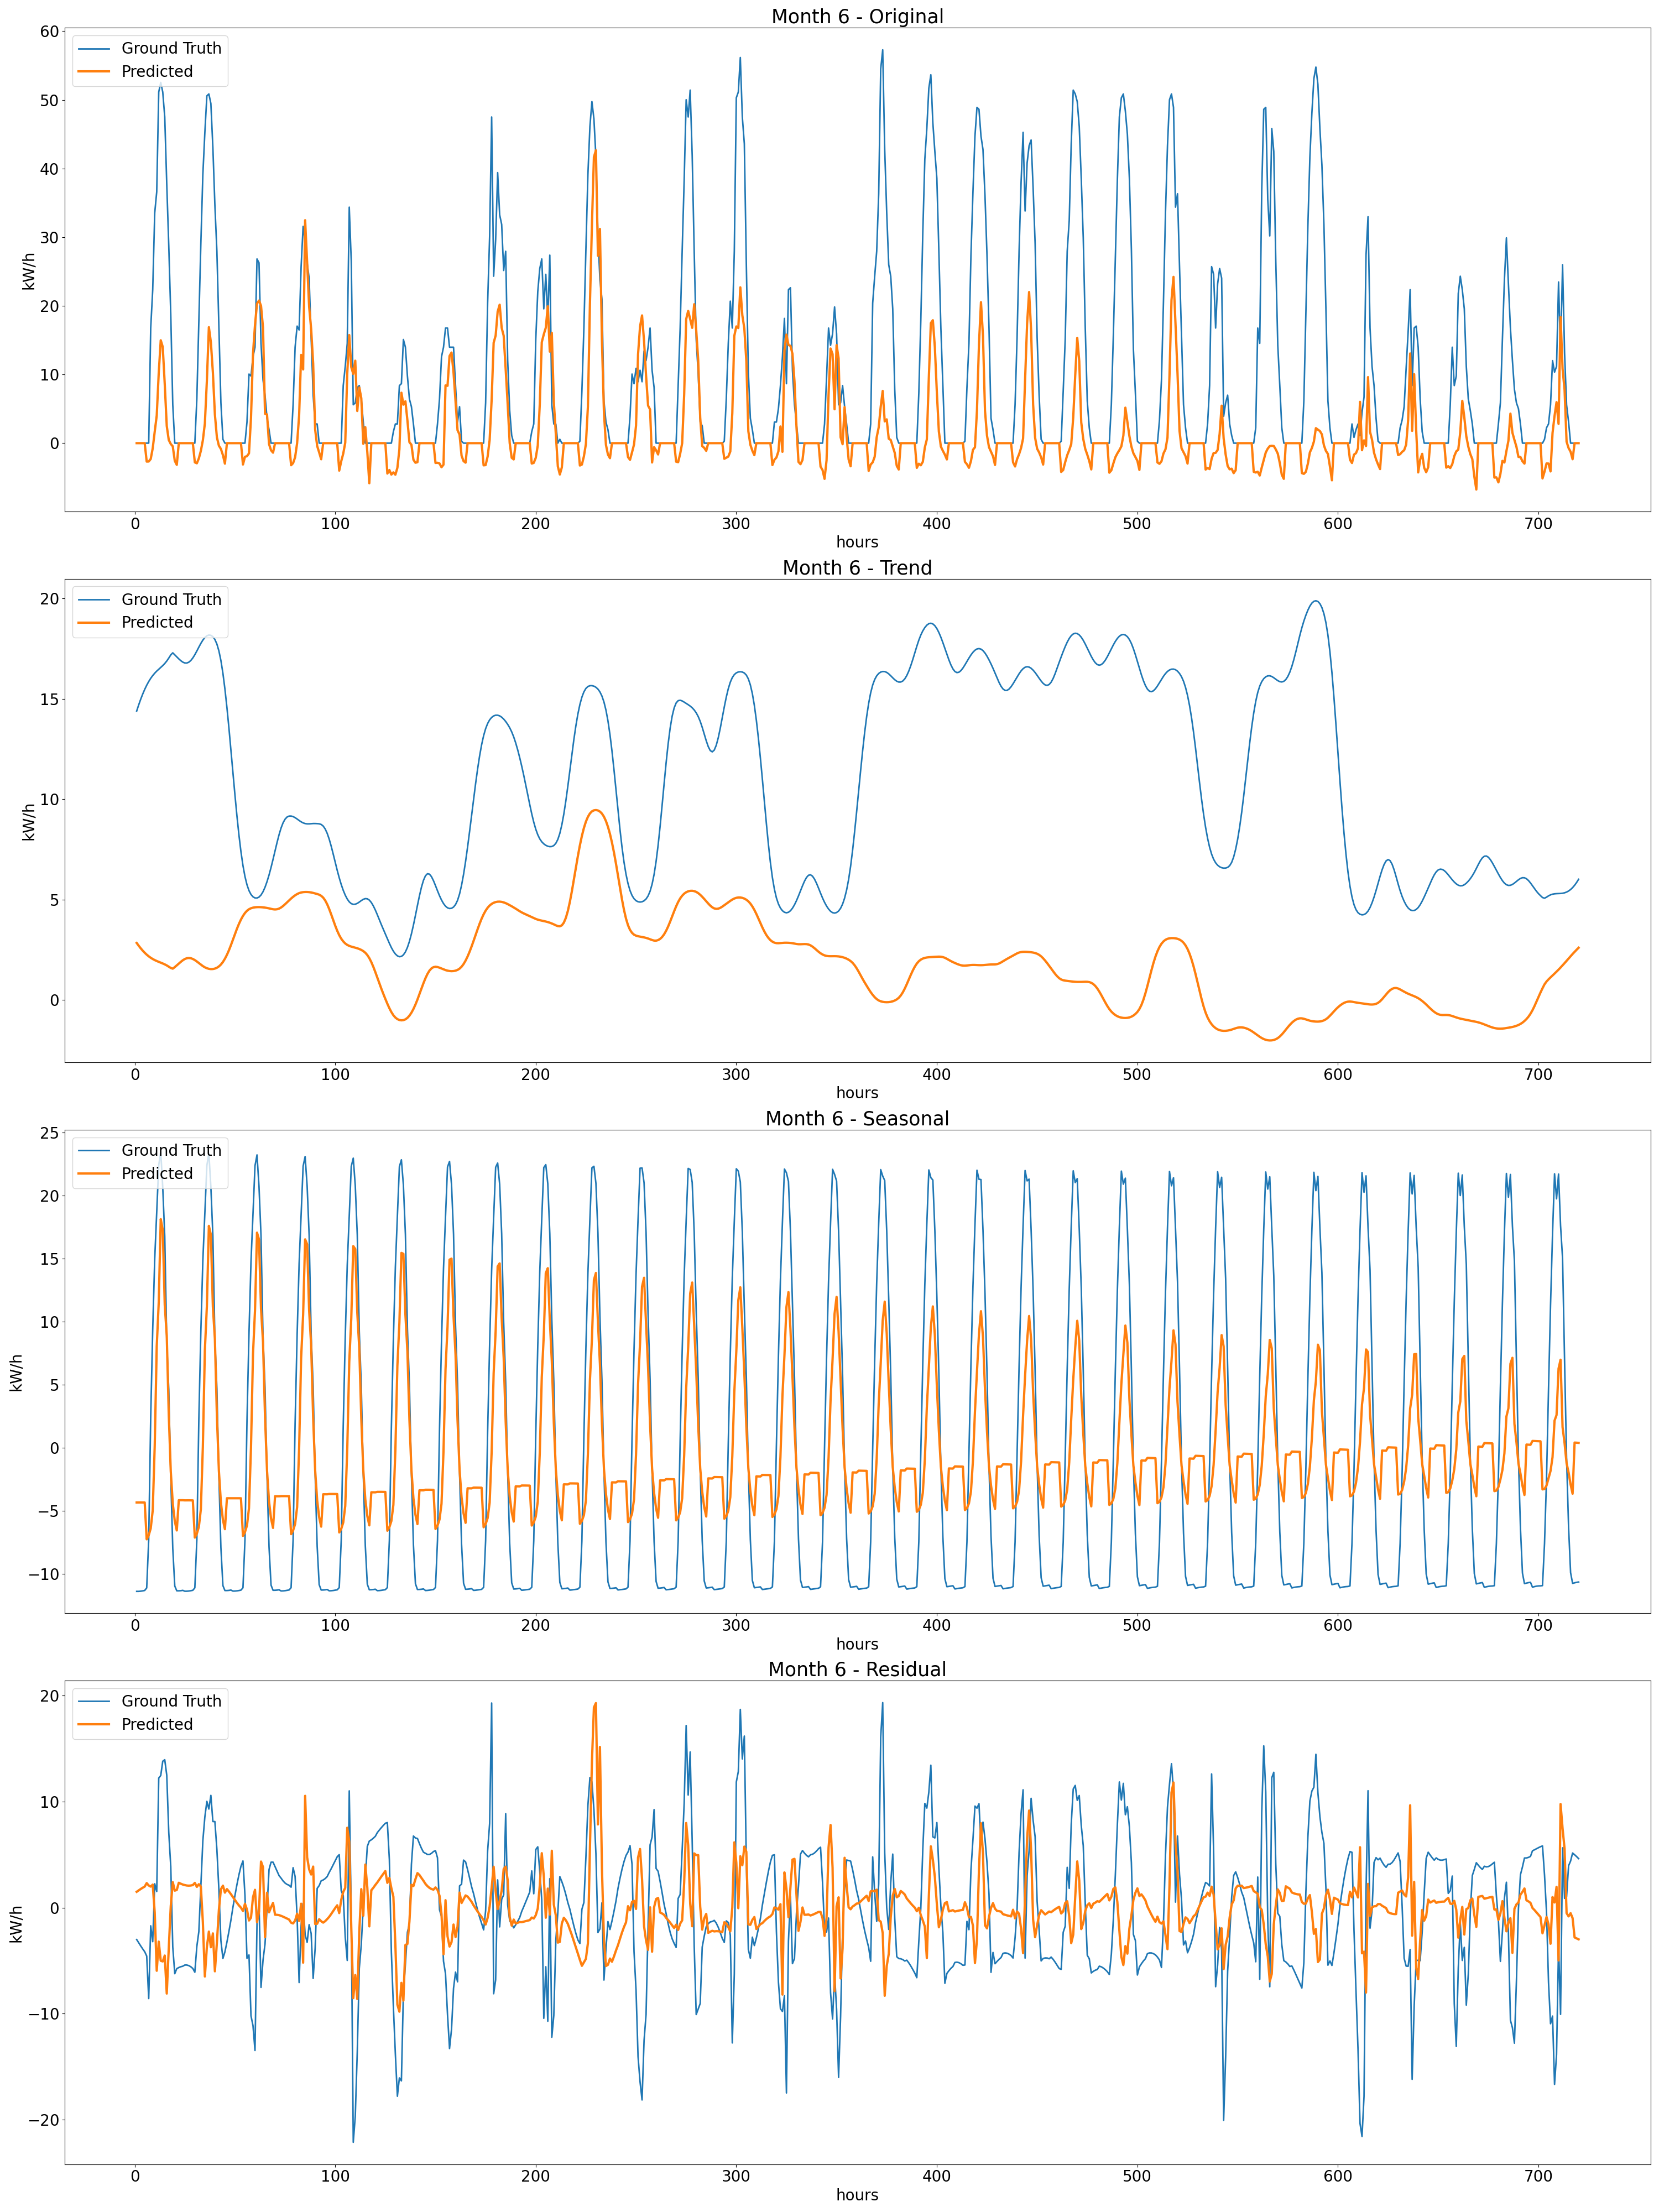 Month 6 - Original
Ground Truth
Predicted
60
50
40
30
20
10
0
kW/h
0 100 200 300 400 500 600 700
hours
Month 6 - Trend
Ground Truth
Predicted
20
15
10
5
0
kW/h
0 100 200 300 400 500 600 700
hours
Month 6 - Seasonal
Ground Truth
Predicted
25
20
15
10
5
0
−5
−10
kW/h
0 100 200 300 400 500 600 700
hours
Month 6 - Residual
Ground Truth
Predicted
20
10
0
−10
−20
kW/h
0 100 200 300 400 500 600 700
hours